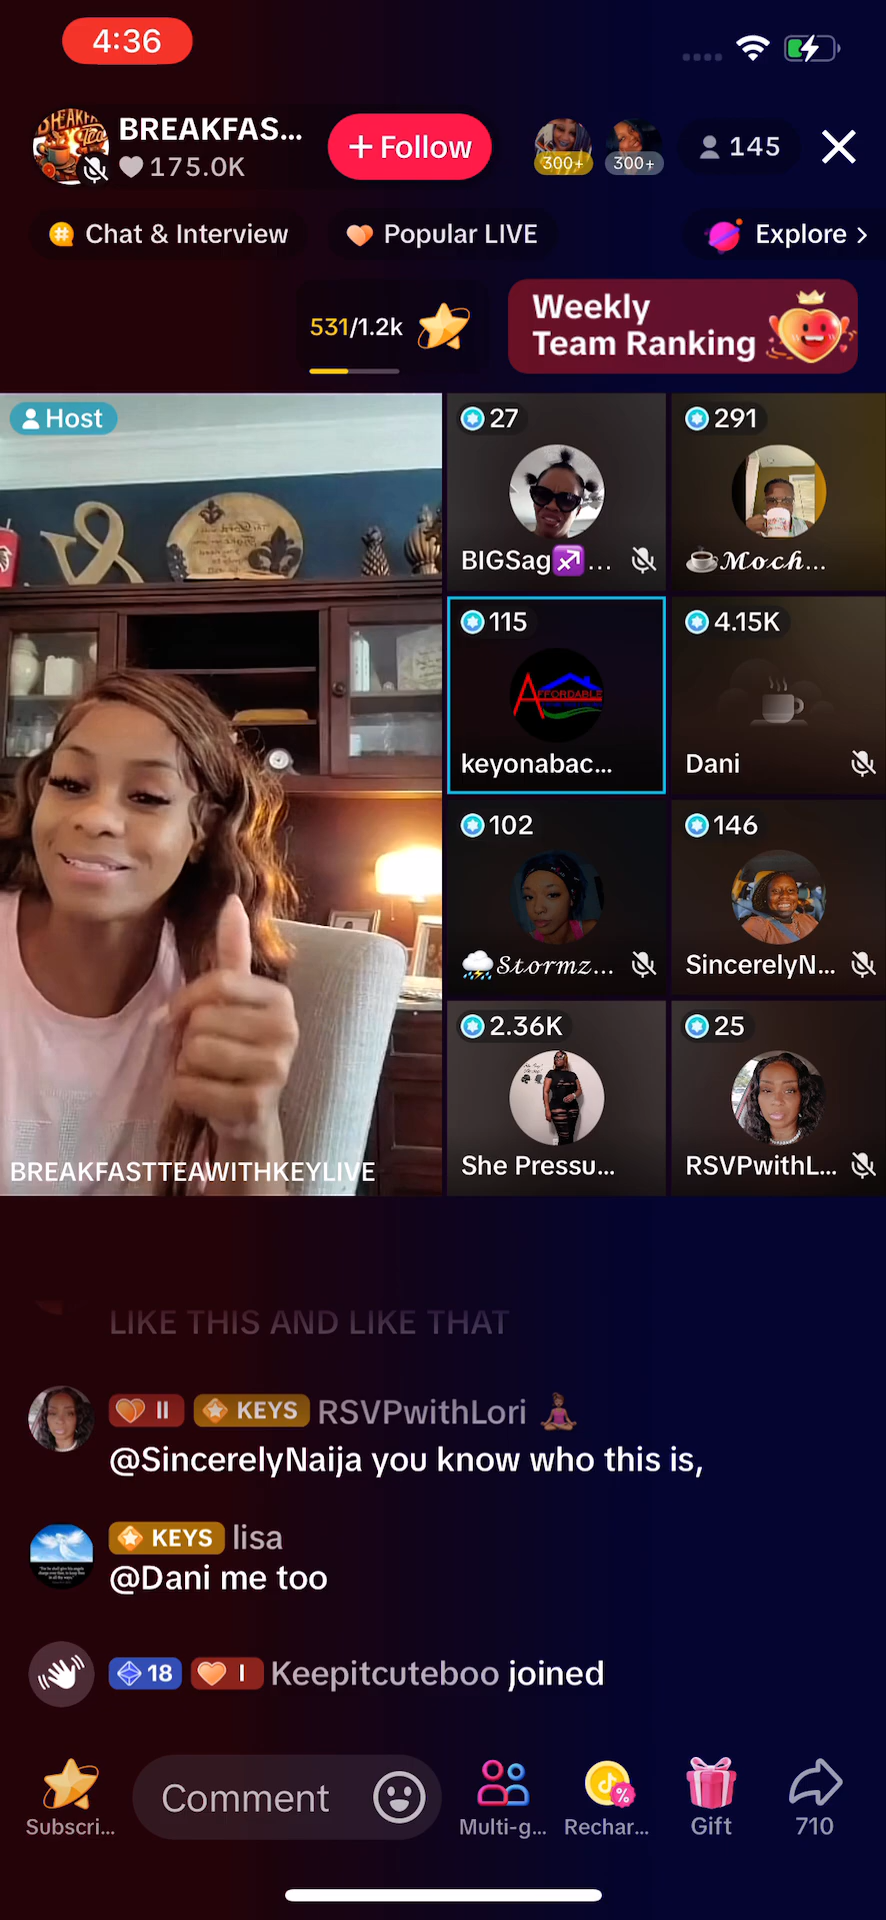 4:36
BREAKFAS...
175.0K
+ Follow
300+
300+
145
Chat & Interview
Popular LIVE
Explore >
531/1.2k
Weekly
Team Ranking
Host
27
BIGSag♐...
291
☕𝓜𝓸𝓬𝓱...
115
AFFORDABLE
keyonabac...
4.15K
Dani
102
⛈️𝓢𝓽𝓸𝓻𝓶𝔃...
146
SincerelyN...
2.36K
She Pressu...
25
RSVPwithL...
BREAKFASTTEAWITHKEYLIVE
LIKE THIS AND LIKE THAT
II KEYS RSVPwithLori 🧘🏽‍♀️
@SincerelyNaija you know who this is,
KEYS lisa
@Dani me too
18 I Keepitcuteboo joined
Subscri...
Comment
Multi-g...
Rechar...
Gift
710